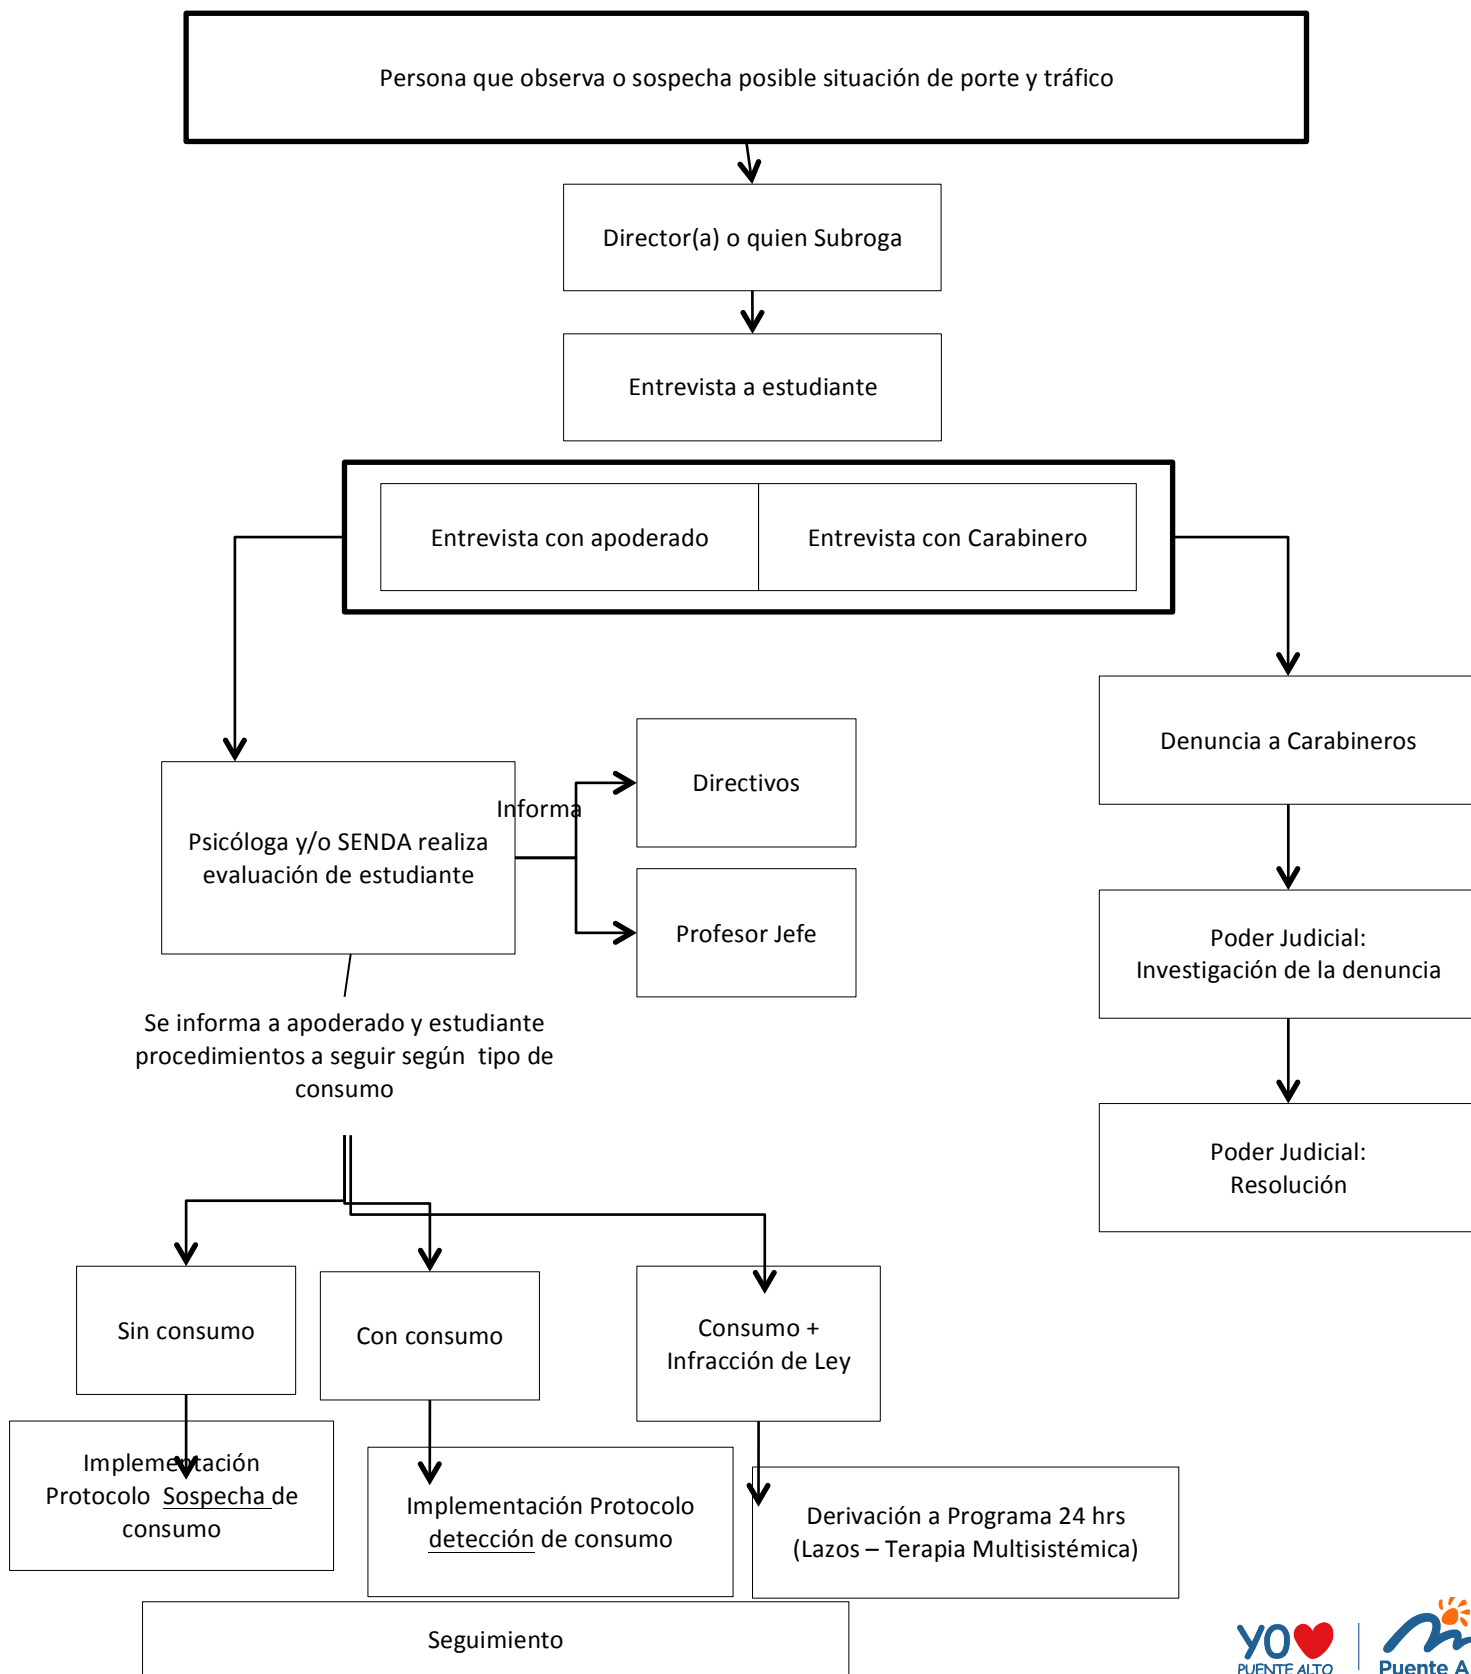 Persona que observa o sospecha posible situación de porte y tráfico
Director(a) o quien Subroga
Entrevista a estudiante
Entrevista con apoderado
Entrevista con Carabinero
Denuncia a Carabineros
Directivos
Informa
Psicóloga y/o SENDA realiza
evaluación de estudiante
Profesor Jefe
Poder Judicial:
Investigación de la denuncia
Se informa a apoderado y estudiante
procedimientos a seguir según tipo de
consumo
Poder Judicial:
Resolución
Sin consumo
Con consumo
Consumo +
Infracción de Ley
Implementación
Protocolo Sospecha de
consumo
Implementación Protocolo
detección de consumo
Derivación a Programa 24 hrs
(Lazos – Terapia Multisistémica)
Seguimiento
YO
PUENTE ALTO
Puente A